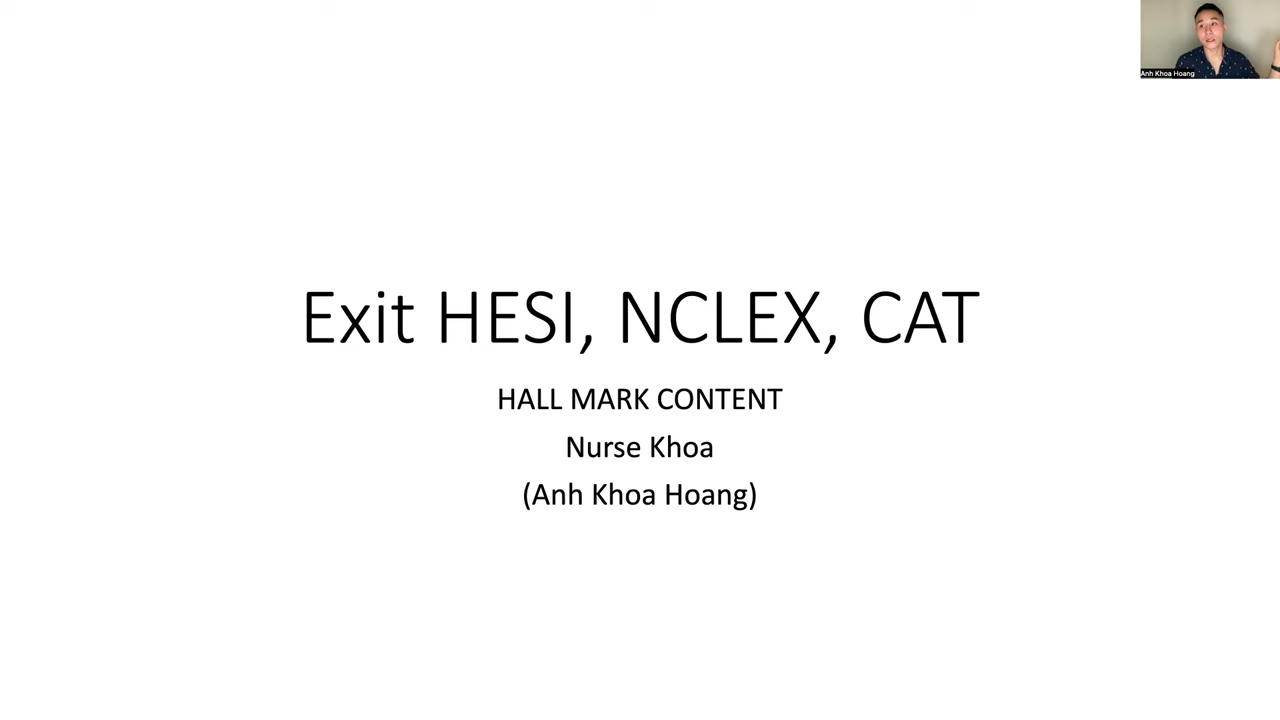 Anh Khoa Hoang
Exit HESI, NCLEX, CAT
HALL MARK CONTENT
Nurse Khoa
(Anh Khoa Hoang)